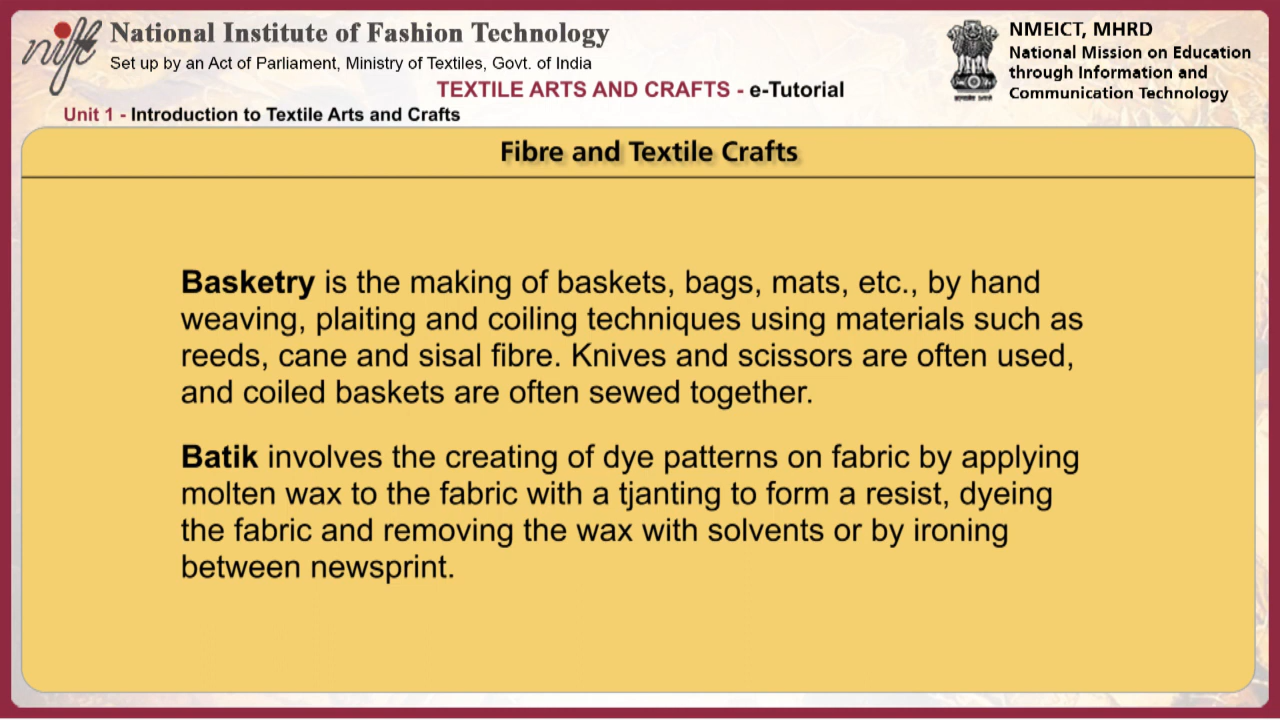 nift
National Institute of Fashion Technology
Set up by an Act of Parliament, Ministry of Textiles, Govt. of India
NMEICT, MHRD
National Mission on Education
through Information and
Communication Technology
TEXTILE ARTS AND CRAFTS - e-Tutorial
Unit 1 - Introduction to Textile Arts and Crafts
Fibre and Textile Crafts
Basketry is the making of baskets, bags, mats, etc., by hand
weaving, plaiting and coiling techniques using materials such as
reeds, cane and sisal fibre. Knives and scissors are often used,
and coiled baskets are often sewed together.
Batik involves the creating of dye patterns on fabric by applying
molten wax to the fabric with a tjanting to form a resist, dyeing
the fabric and removing the wax with solvents or by ironing
between newsprint.